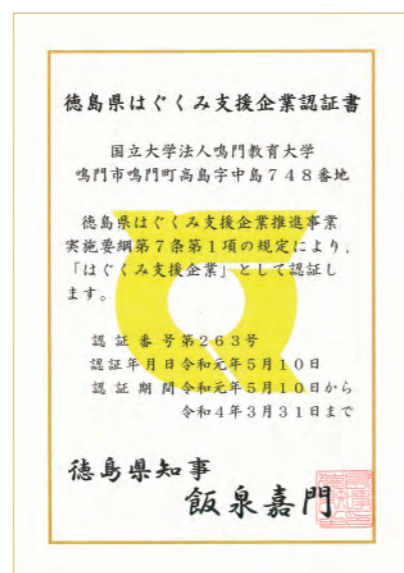 徳島県はぐくみ支援企業認証書
国立大学法人鳴門教育大学
鳴門市鳴門町高島字中島７４８番地
徳島県はぐくみ支援企業推進事業
実施要綱第７条第１項の規定により，
「はぐくみ支援企業」として認証し
ます。
認証番号第２６３号
認証年月日令和元年５月１０日
認証期間令和元年５月１０日から
令和４年３月３１日まで
徳島県知事
飯泉嘉門